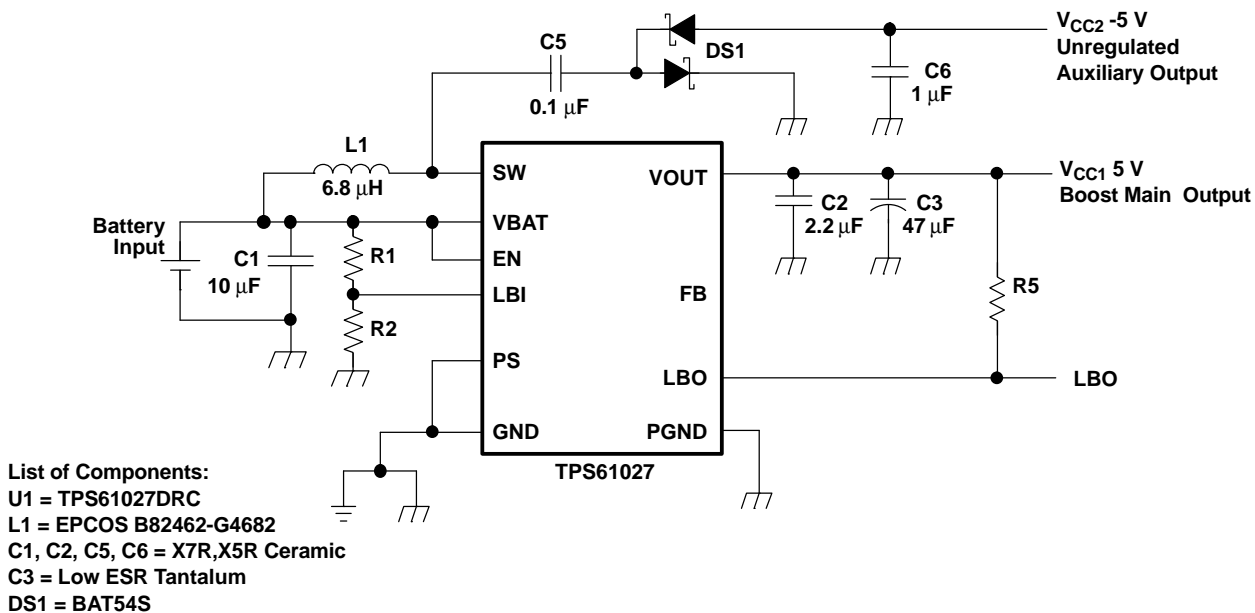 C5
0.1 μF
DS1
C6
1 μF
V_CC2 -5 V
Unregulated
Auxiliary Output
L1
6.8 μH
SW
VBAT
EN
LBI
PS
GND
VOUT
FB
LBO
PGND
TPS61027
Battery
Input
C1
10 μF
R1
R2
C2
2.2 μF
C3
47 μF
R5
V_CC1 5 V
Boost Main Output
LBO
List of Components:
U1 = TPS61027DRC
L1 = EPCOS B82462-G4682
C1, C2, C5, C6 = X7R,X5R Ceramic
C3 = Low ESR Tantalum
DS1 = BAT54S